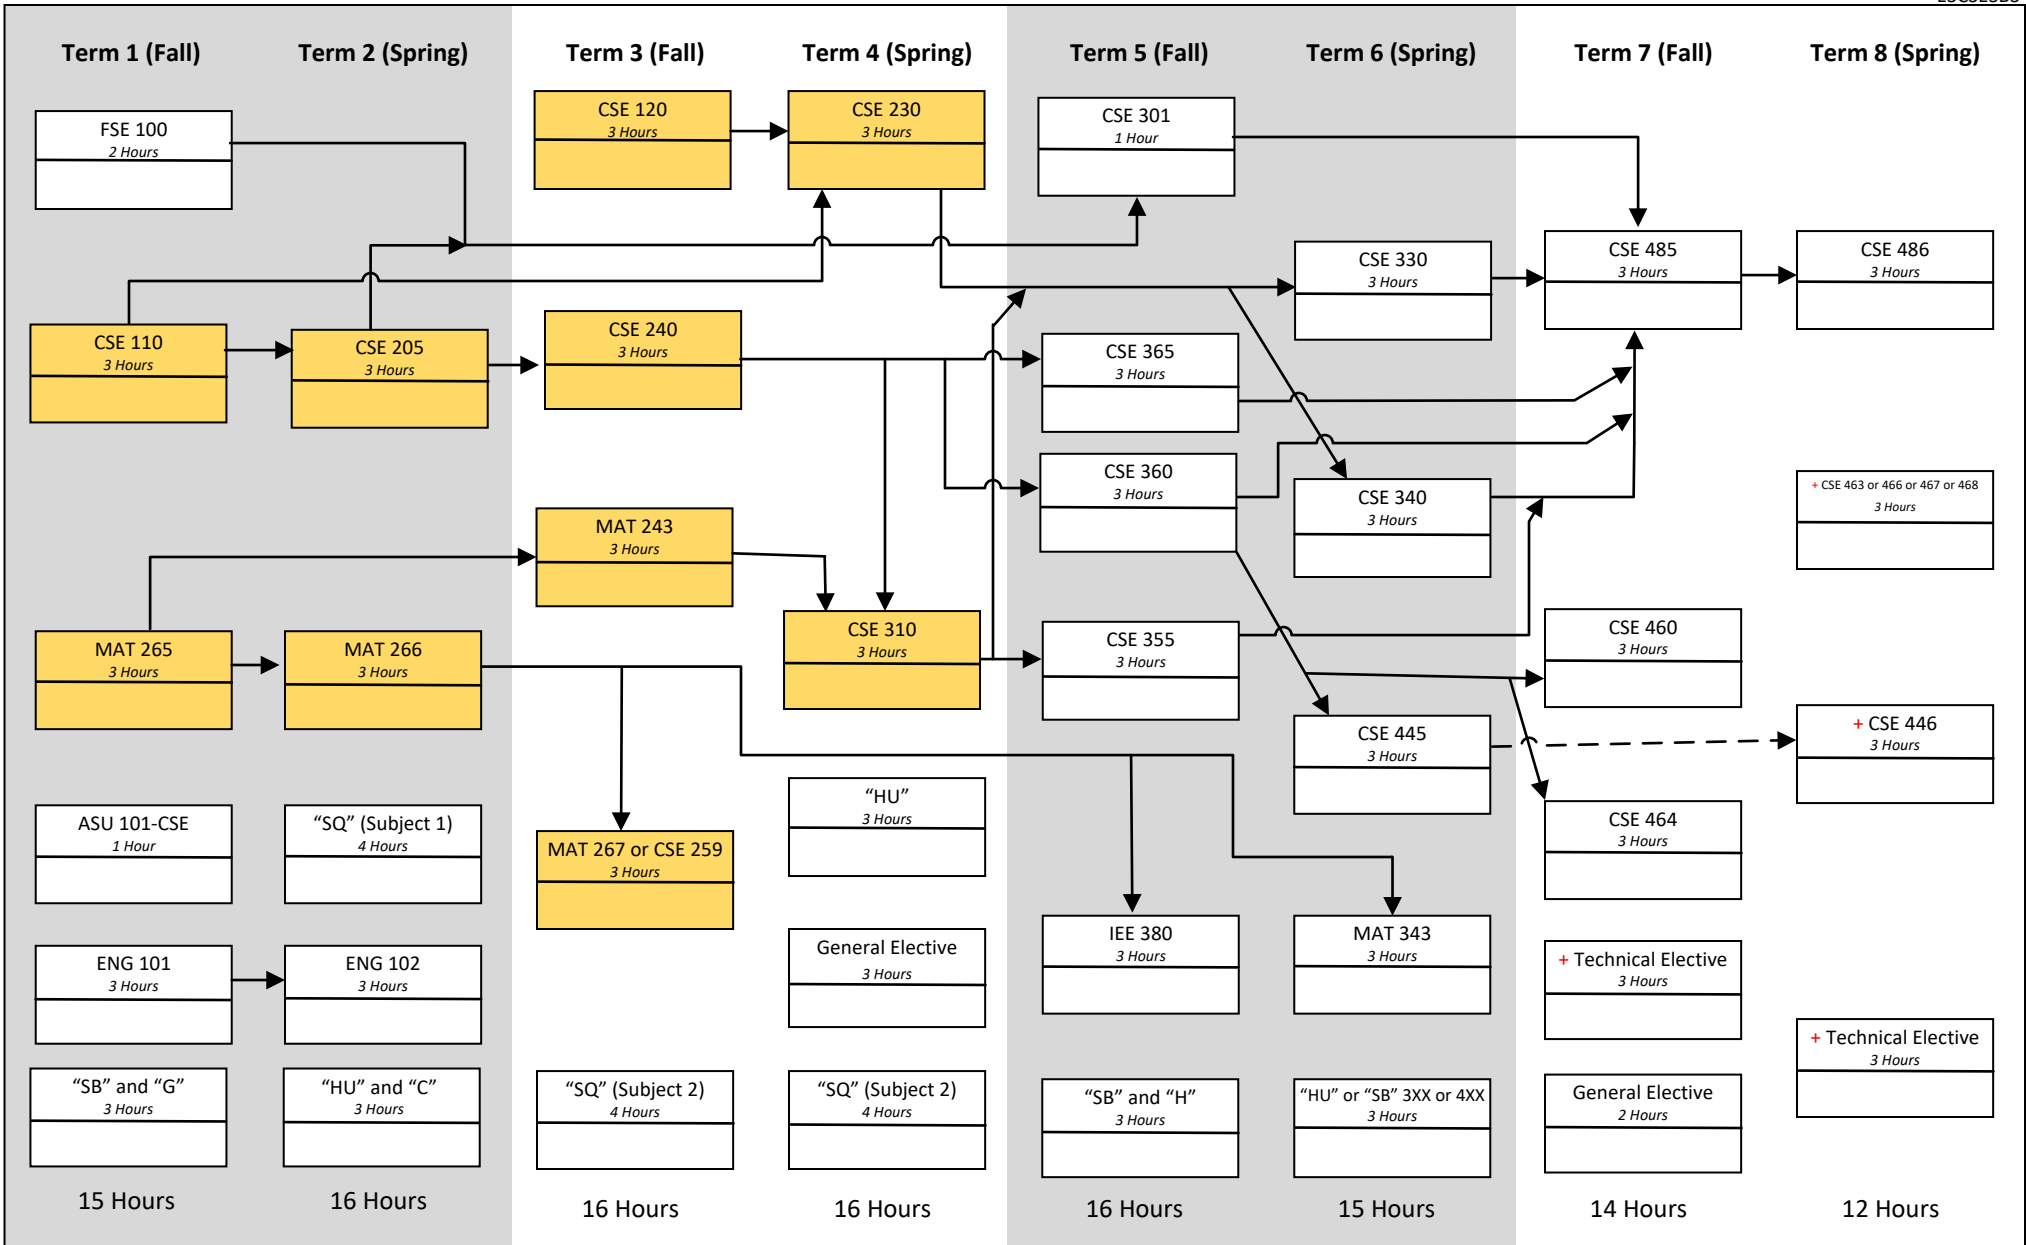 Term 1 (Fall)
Term 2 (Spring)
Term 3 (Fall)
Term 4 (Spring)
Term 5 (Fall)
Term 6 (Spring)
Term 7 (Fall)
Term 8 (Spring)
FSE 100
2 Hours
CSE 110
3 Hours
MAT 265
3 Hours
ASU 101-CSE
1 Hour
ENG 101
3 Hours
“SB” and “G”
3 Hours
15 Hours
CSE 205
3 Hours
MAT 266
3 Hours
“SQ” (Subject 1)
4 Hours
ENG 102
3 Hours
“HU” and “C”
3 Hours
16 Hours
CSE 120
3 Hours
CSE 240
3 Hours
MAT 243
3 Hours
MAT 267 or CSE 259
3 Hours
“SQ” (Subject 2)
4 Hours
16 Hours
CSE 230
3 Hours
CSE 310
3 Hours
“HU”
3 Hours
General Elective
3 Hours
“SQ” (Subject 2)
4 Hours
16 Hours
CSE 301
1 Hour
CSE 365
3 Hours
CSE 360
3 Hours
CSE 355
3 Hours
IEE 380
3 Hours
“SB” and “H”
3 Hours
16 Hours
CSE 330
3 Hours
CSE 340
3 Hours
CSE 445
3 Hours
MAT 343
3 Hours
“HU” or “SB” 3XX or 4XX
3 Hours
15 Hours
CSE 485
3 Hours
CSE 460
3 Hours
CSE 464
3 Hours
+ Technical Elective
3 Hours
General Elective
2 Hours
14 Hours
CSE 486
3 Hours
+ CSE 463 or 466 or 467 or 468
3 Hours
+ CSE 446
3 Hours
+ Technical Elective
3 Hours
12 Hours